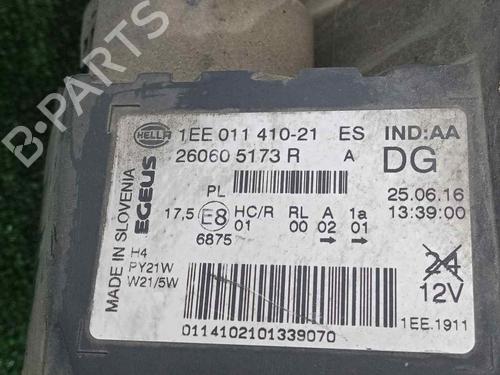 B-PARTS
HELLA 1EE 011 410-21 ES IND:AA
26060 5173 R A DG
PL
25.06.16
17,5 E8 HC/R RL A 1a 13:39:00
01 00 02 01
6875
H4
PY21W
W21/5W
24
12V
0114102101339070
1EE.1911
MADE IN SLOVENIA
EGEUS